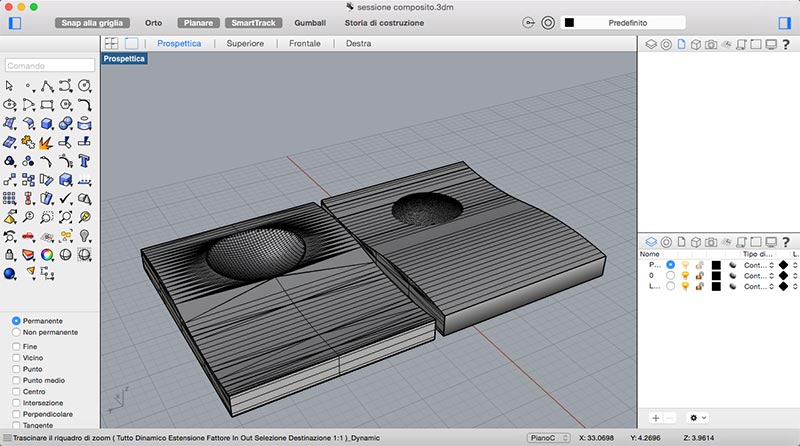 sessione composito.3dm
Snap alla griglia Orto Planare SmartTrack Gumball Storia di costruzione Predefinito
Prospettica Superiore Frontale Destra
Prospettica
Comando
Nome Tipo di... L.
P... Cont...
0 Cont...
L... Cont...
Permanente
Non permanente
Fine
Vicino
Punto
Punto medio
Centro
Intersezione
Perpendicolare
Tangente
Trascinare il riquadro di zoom ( Tutto Dinamico Estensione Fattore In Out Selezione Destinazione 1:1 )_Dynamic PianoC X: 33.0698 Y: 4.2696 Z: 3.9614
z
x
y